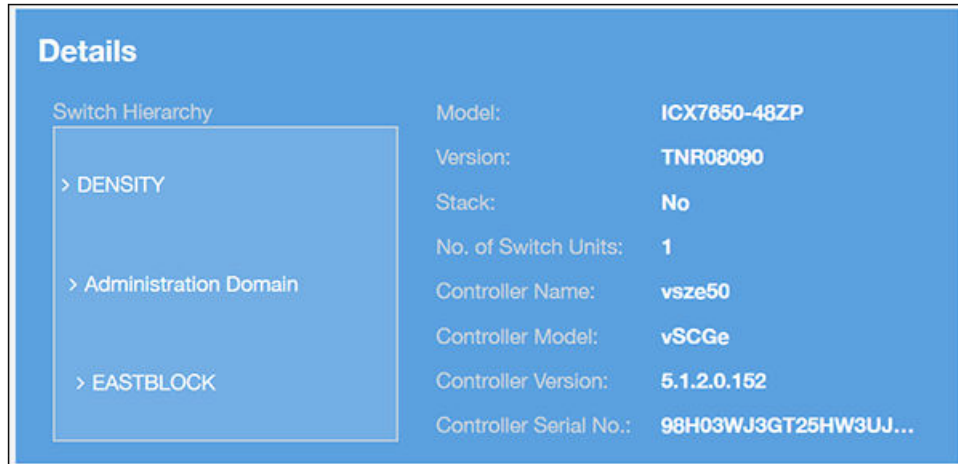 Details
Switch Hierarchy
> DENSITY
> Administration Domain
> EASTBLOCK
Model: ICX7650-48ZP
Version: TNR08090
Stack: No
No. of Switch Units: 1
Controller Name: vsze50
Controller Model: vSCGe
Controller Version: 5.1.2.0.152
Controller Serial No.: 98H03WJ3GT25HW3UJ...